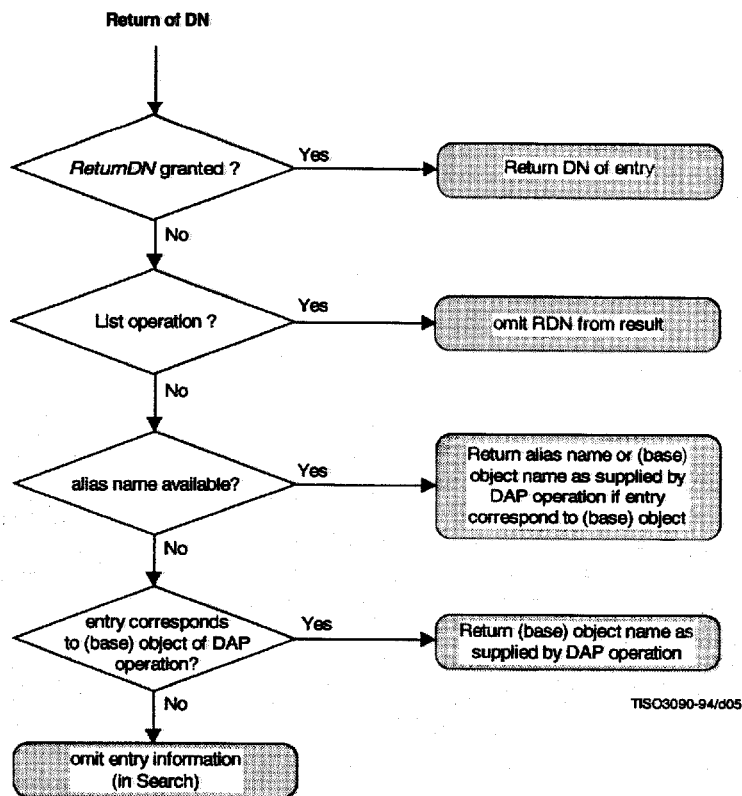 Return of DN
ReturnDN granted ?
Yes
Return DN of entry
No
List operation ?
Yes
omit RDN from result
No
alias name available?
Yes
Return alias name or (base)
object name as supplied by
DAP operation if entry
correspond to (base) object
No
entry corresponds
to (base) object of DAP
operation?
Yes
Return (base) object name as
supplied by DAP operation
No
TISO3090-94/d05
omit entry information
(in Search)